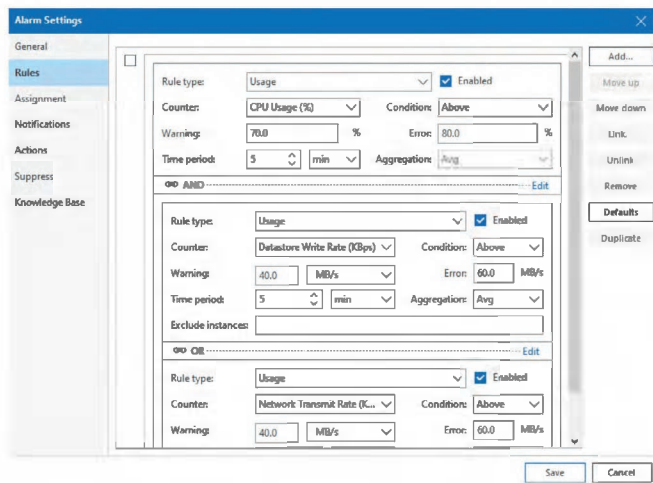 Alarm Settings
General
Rules
Assignment
Notifications
Actions
Suppress
Knowledge Base
Rule type: Usage Enabled
Counter: CPU Usage (%) Condition: Above
Warning: 70.0 % Error: 80.0 %
Time period: 5 min Aggregation: Avg
AND Edit
Rule type: Usage Enabled
Counter: Datastore Write Rate (KBps) Condition: Above
Warning: 40.0 MB/s Error: 60.0 MB/s
Time period: 5 min Aggregation: Avg
Exclude instances:
OR Edit
Rule type: Usage Enabled
Counter: Network Transmit Rate (K... Condition: Above
Warning: 40.0 MB/s Error: 60.0 MB/s
Add...
Move up
Move down
Link
Unlink
Remove
Defaults
Duplicate
Save
Cancel